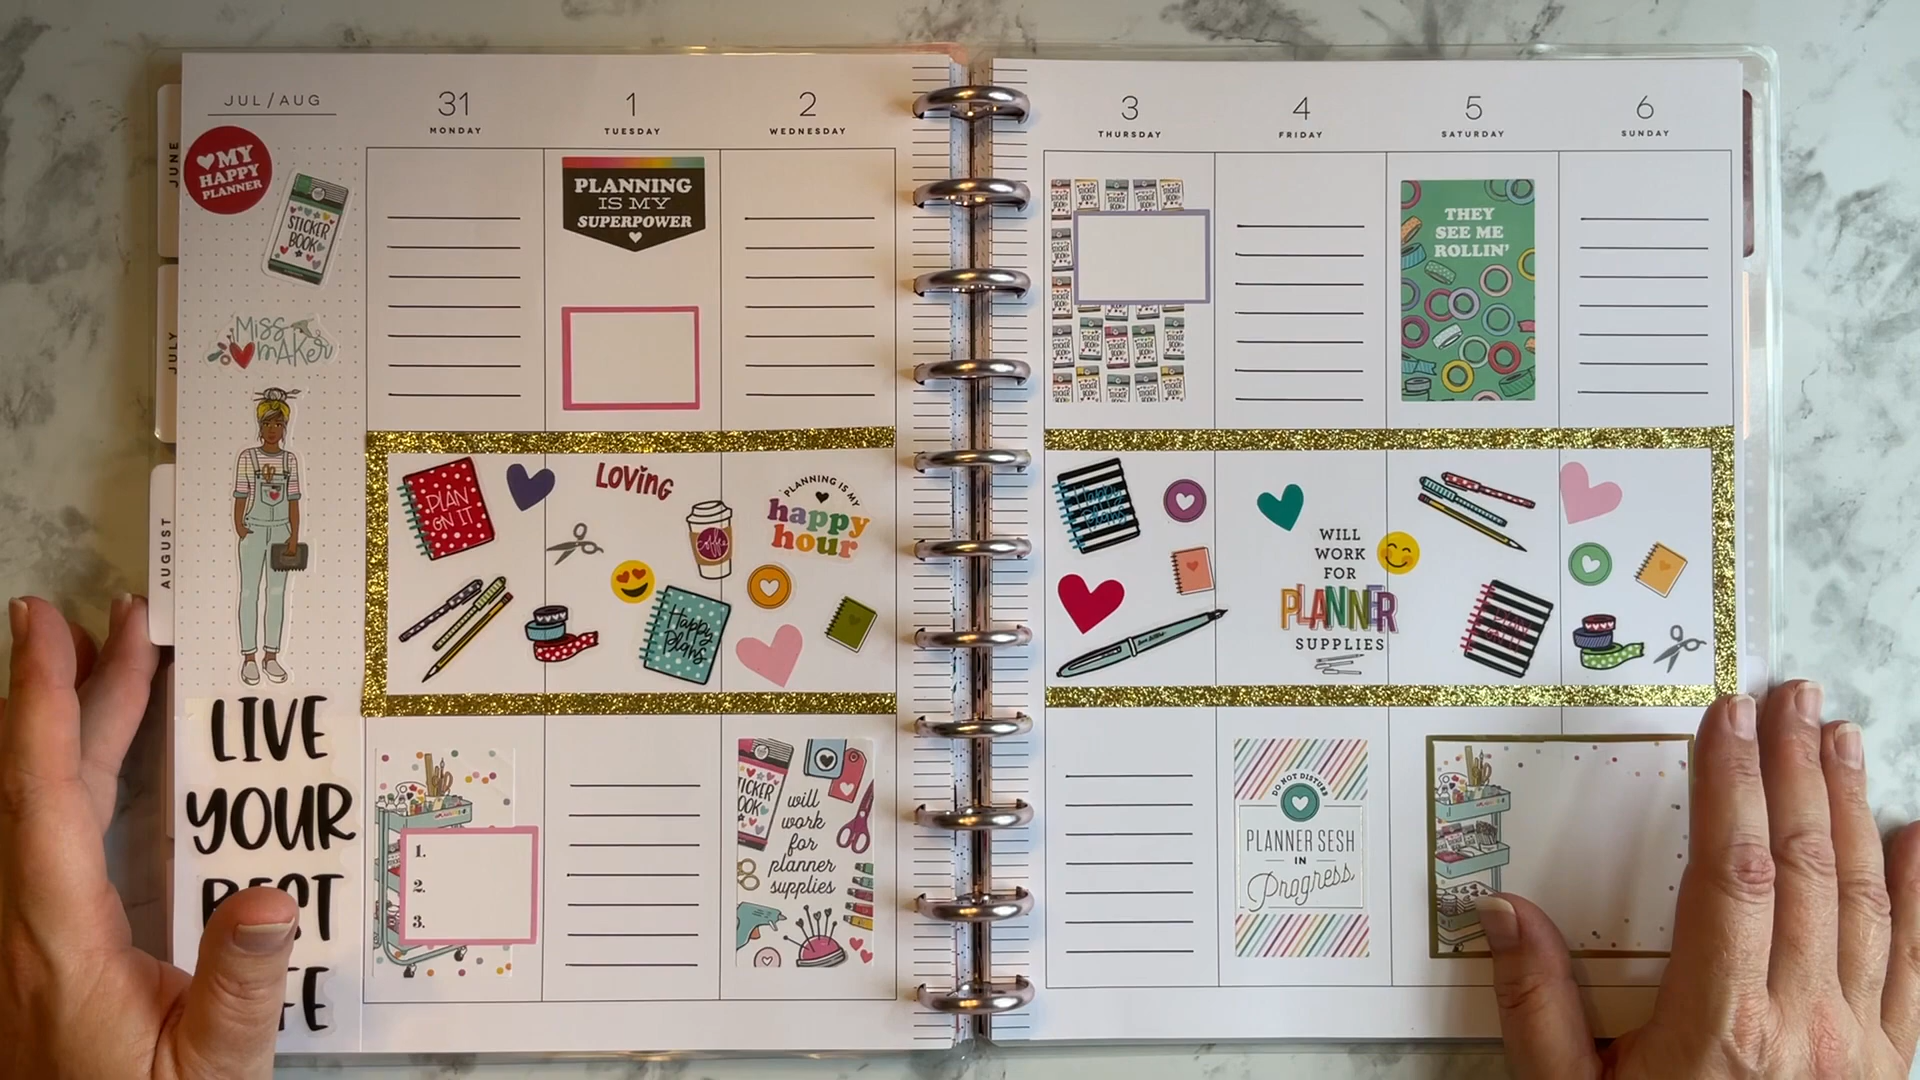 JUL/AUG
31
MONDAY
1
TUESDAY
2
WEDNESDAY
3
THURSDAY
4
FRIDAY
5
SATURDAY
6
SUNDAY
JUNE
JULY
AUGUST
MY
HAPPY
PLANNER
STICKER
BOOK
Miss
mAKeR
LIVE
YOUR
PLANNING
IS MY
SUPERPOWER
THEY
SEE ME
ROLLIN'
PLAN
ON IT
LOVING
coffee
Happy
Plans
PLANNING IS MY
happy
hour
Happy
plans
WILL
WORK
FOR
PLANNER
SUPPLIES
1.
2.
3.
will
work
for
planner
supplies
DO NOT DISTURB
PLANNER SESH
IN
Progress